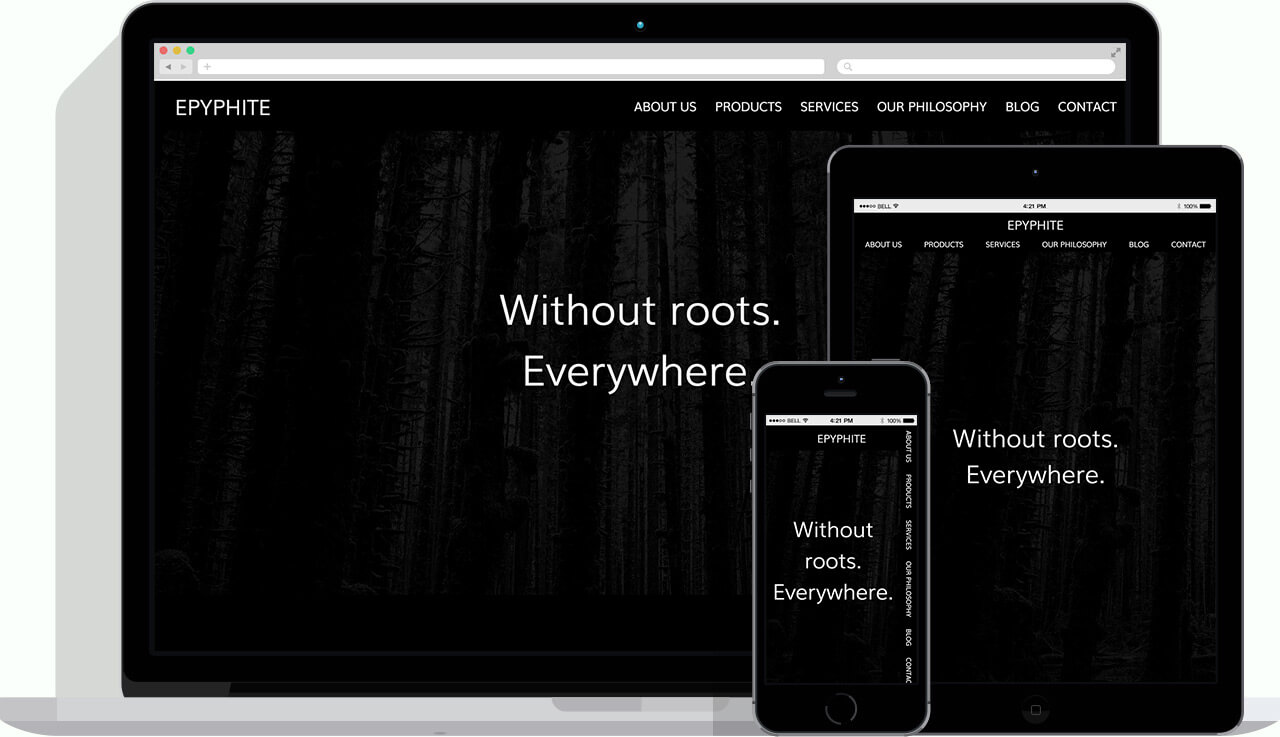 EPYPHITE
ABOUT US PRODUCTS SERVICES OUR PHILOSOPHY BLOG CONTACT
Without roots.
Everywhere.
BELL 4:21 PM 100%
EPYPHITE
ABOUT US PRODUCTS SERVICES OUR PHILOSOPHY BLOG CONTACT
Without roots.
Everywhere.
BELL 4:21 PM 100%
EPYPHITE
Without
roots.
Everywhere.
ABOUT US PRODUCTS SERVICES OUR PHILOSOPHY BLOG CONTAC